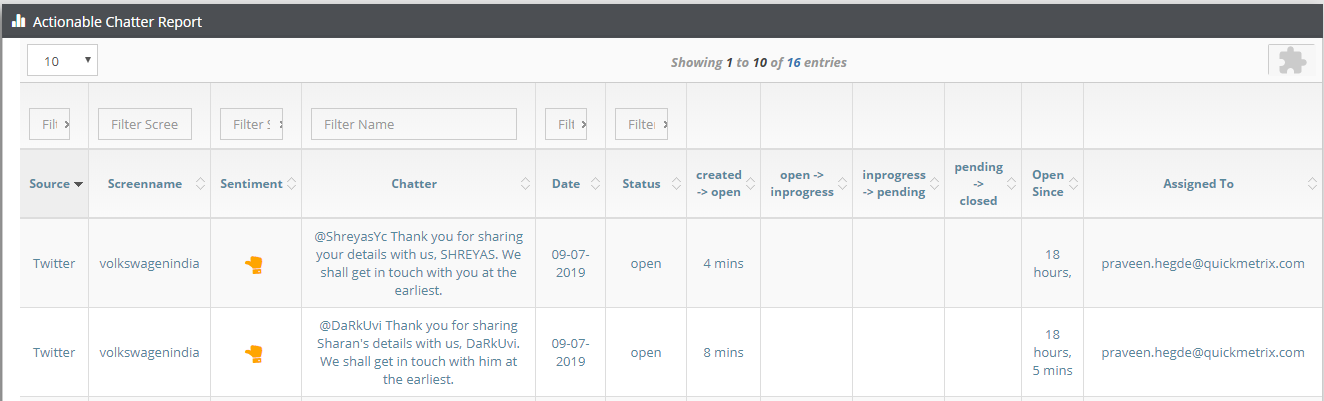 Actionable Chatter Report
10
Showing 1 to 10 of 16 entries
Filter Scree
Filter Name
Filter
Source
Screenname
Sentiment
Chatter
Date
Status
created
-> open
open ->
inprogress
inprogress
-> pending
pending
->
closed
Open
Since
Assigned To
Twitter
volkswagenindia
@ShreyasYc Thank you for sharing
your details with us, SHREYAS. We
shall get in touch with you at the
earliest.
09-07-
2019
open
4 mins
18
hours,
praveen.hegde@quickmetrix.com
Twitter
volkswagenindia
@DaRkUvi Thank you for sharing
Sharan's details with us, DaRkUvi.
We shall get in touch with him at
the earliest.
09-07-
2019
open
8 mins
18
hours,
5 mins
praveen.hegde@quickmetrix.com